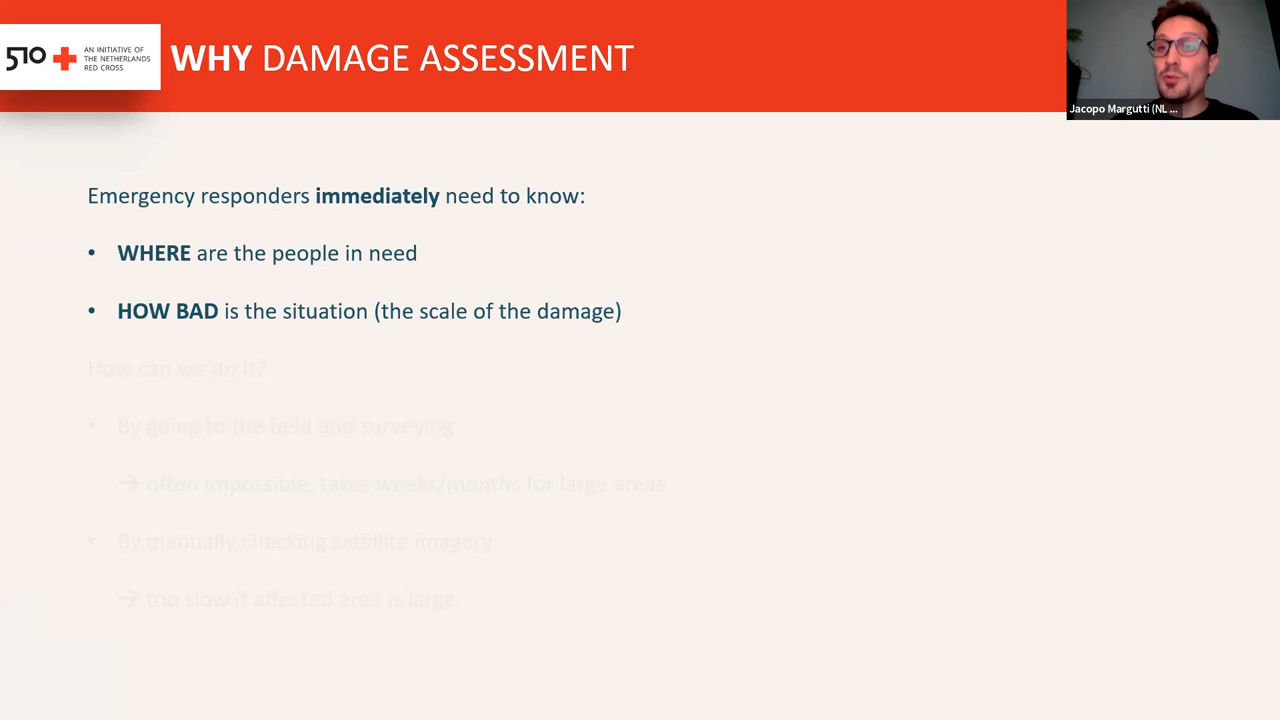 510
AN INITIATIVE OF
THE NETHERLANDS
RED CROSS
WHY DAMAGE ASSESSMENT
Jacopo Margutti (NL ...
Emergency responders immediately need to know:
• WHERE are the people in need
• HOW BAD is the situation (the scale of the damage)
How can we do it?
• By going to the field and surveying
→ often impossible, takes weeks/months for large areas
• By manually checking satellite imagery
→ too slow if affected area is large